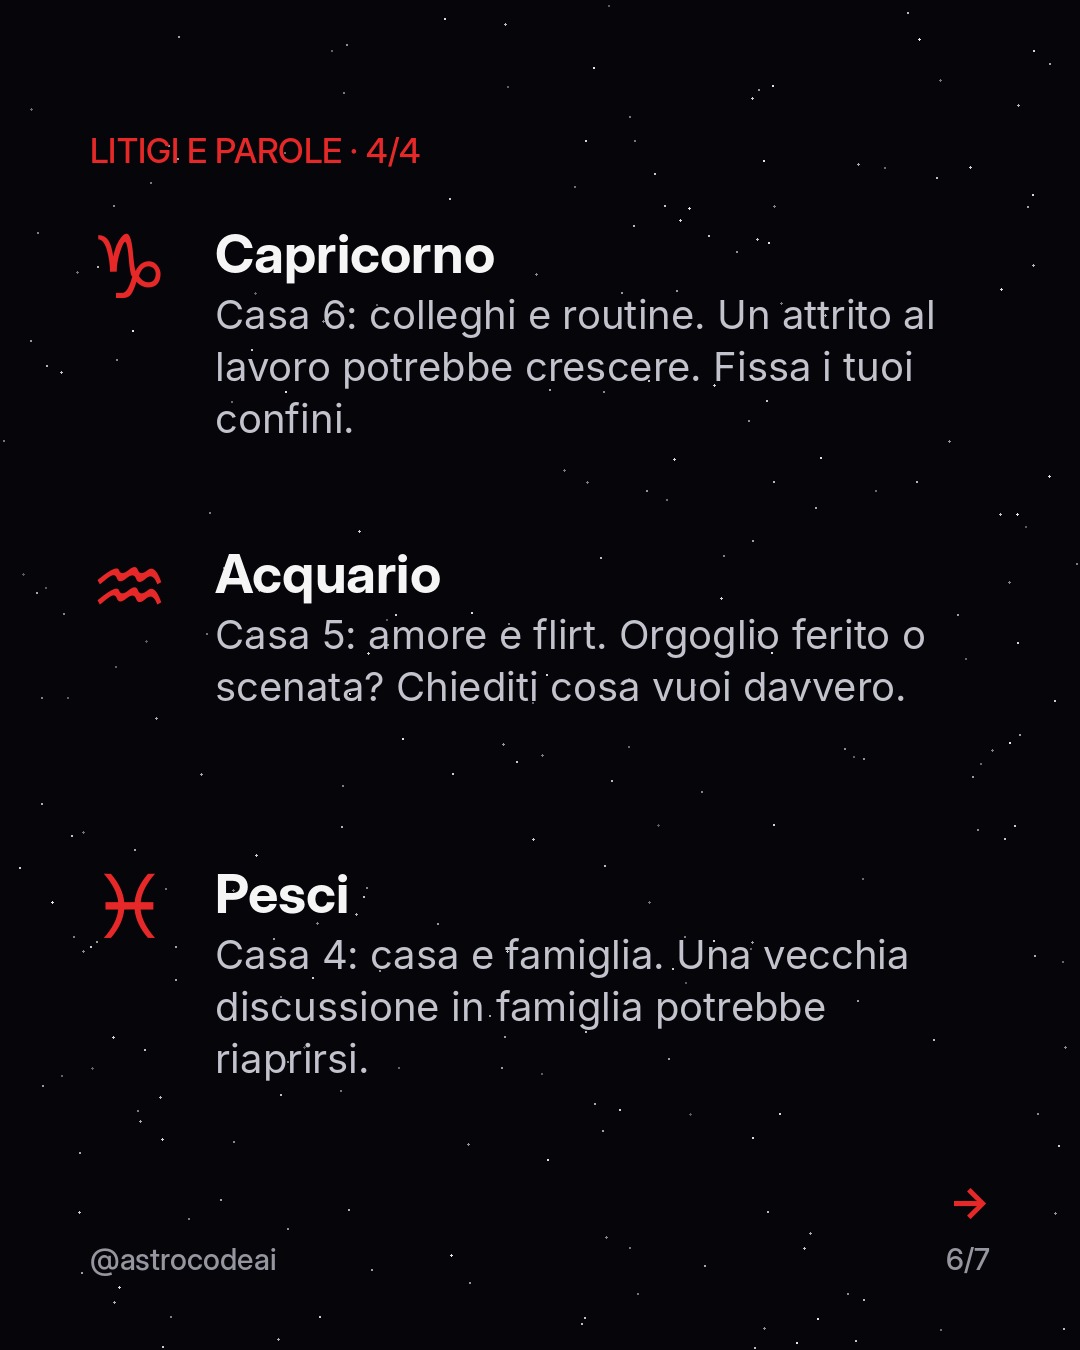 LITIGI E PAROLE · 4/4
♑ Capricorno
Casa 6: colleghi e routine. Un attrito al
lavoro potrebbe crescere. Fissa i tuoi
confini.
♒ Acquario
Casa 5: amore e flirt. Orgoglio ferito o
scenata? Chiediti cosa vuoi davvero.
♓ Pesci
Casa 4: casa e famiglia. Una vecchia
discussione in famiglia potrebbe
riaprirsi.
→
@astrocodeai 6/7